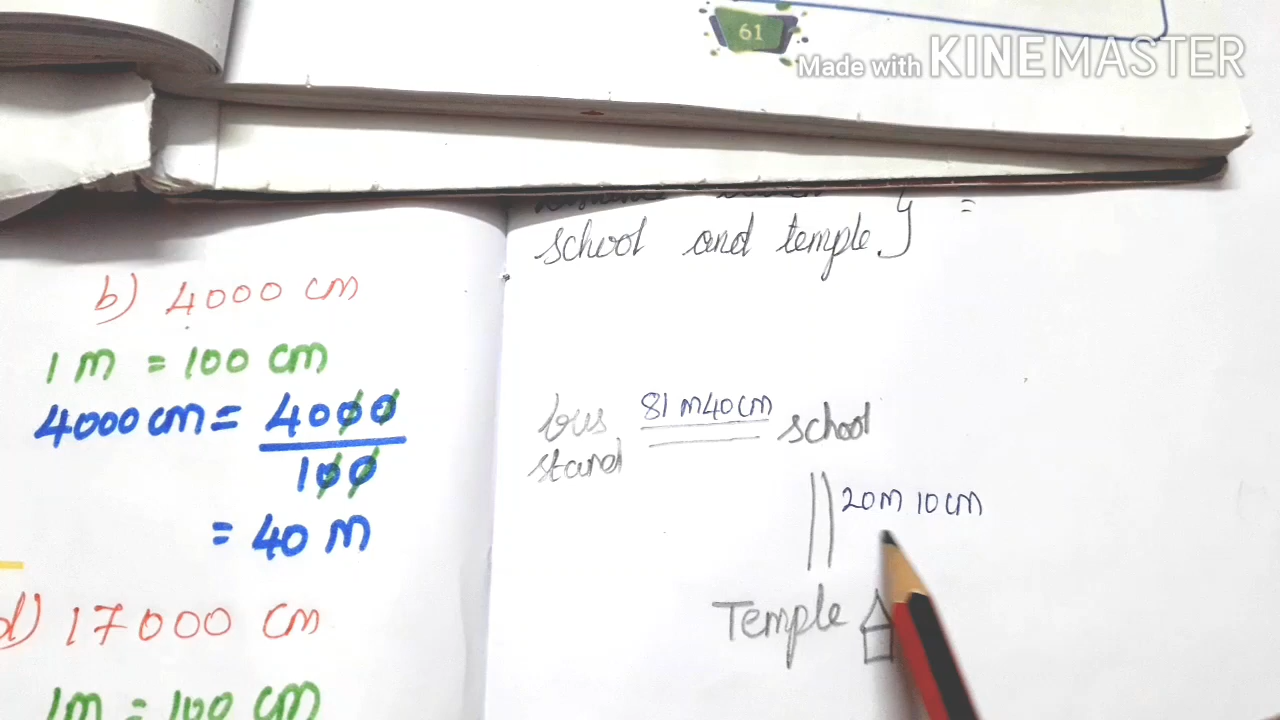 61
Made with KINEMASTER
school and temple. } =
b) 4000 cm
1 m = 100 cm
4000 cm = 4000
100
= 40 m
d) 17000 cm
1m = 100 cm
bus stand 81 m 40 cm school
20m 10 cm
Temple